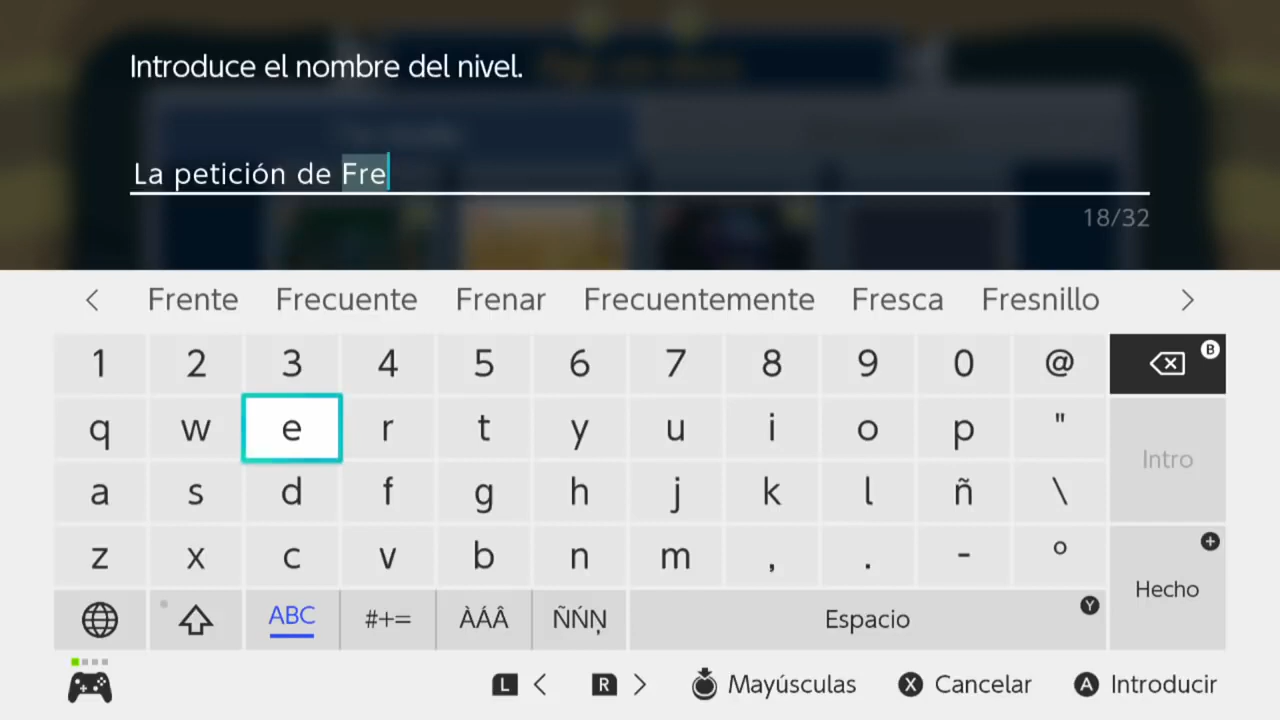 Introduce el nombre del nivel.
La petición de Fre
18/32
< Frente Frecuente Frenar Frecuentemente Fresca Fresnillo >
1 2 3 4 5 6 7 8 9 0 @ B
q w e r t y u i o p " Intro
a s d f g h j k l ñ \
z x c v b n m , . - º + Hecho
ABC #+= ÀÁÂ ÑŃŅ Espacio Y
L < R > Mayúsculas X Cancelar A Introducir